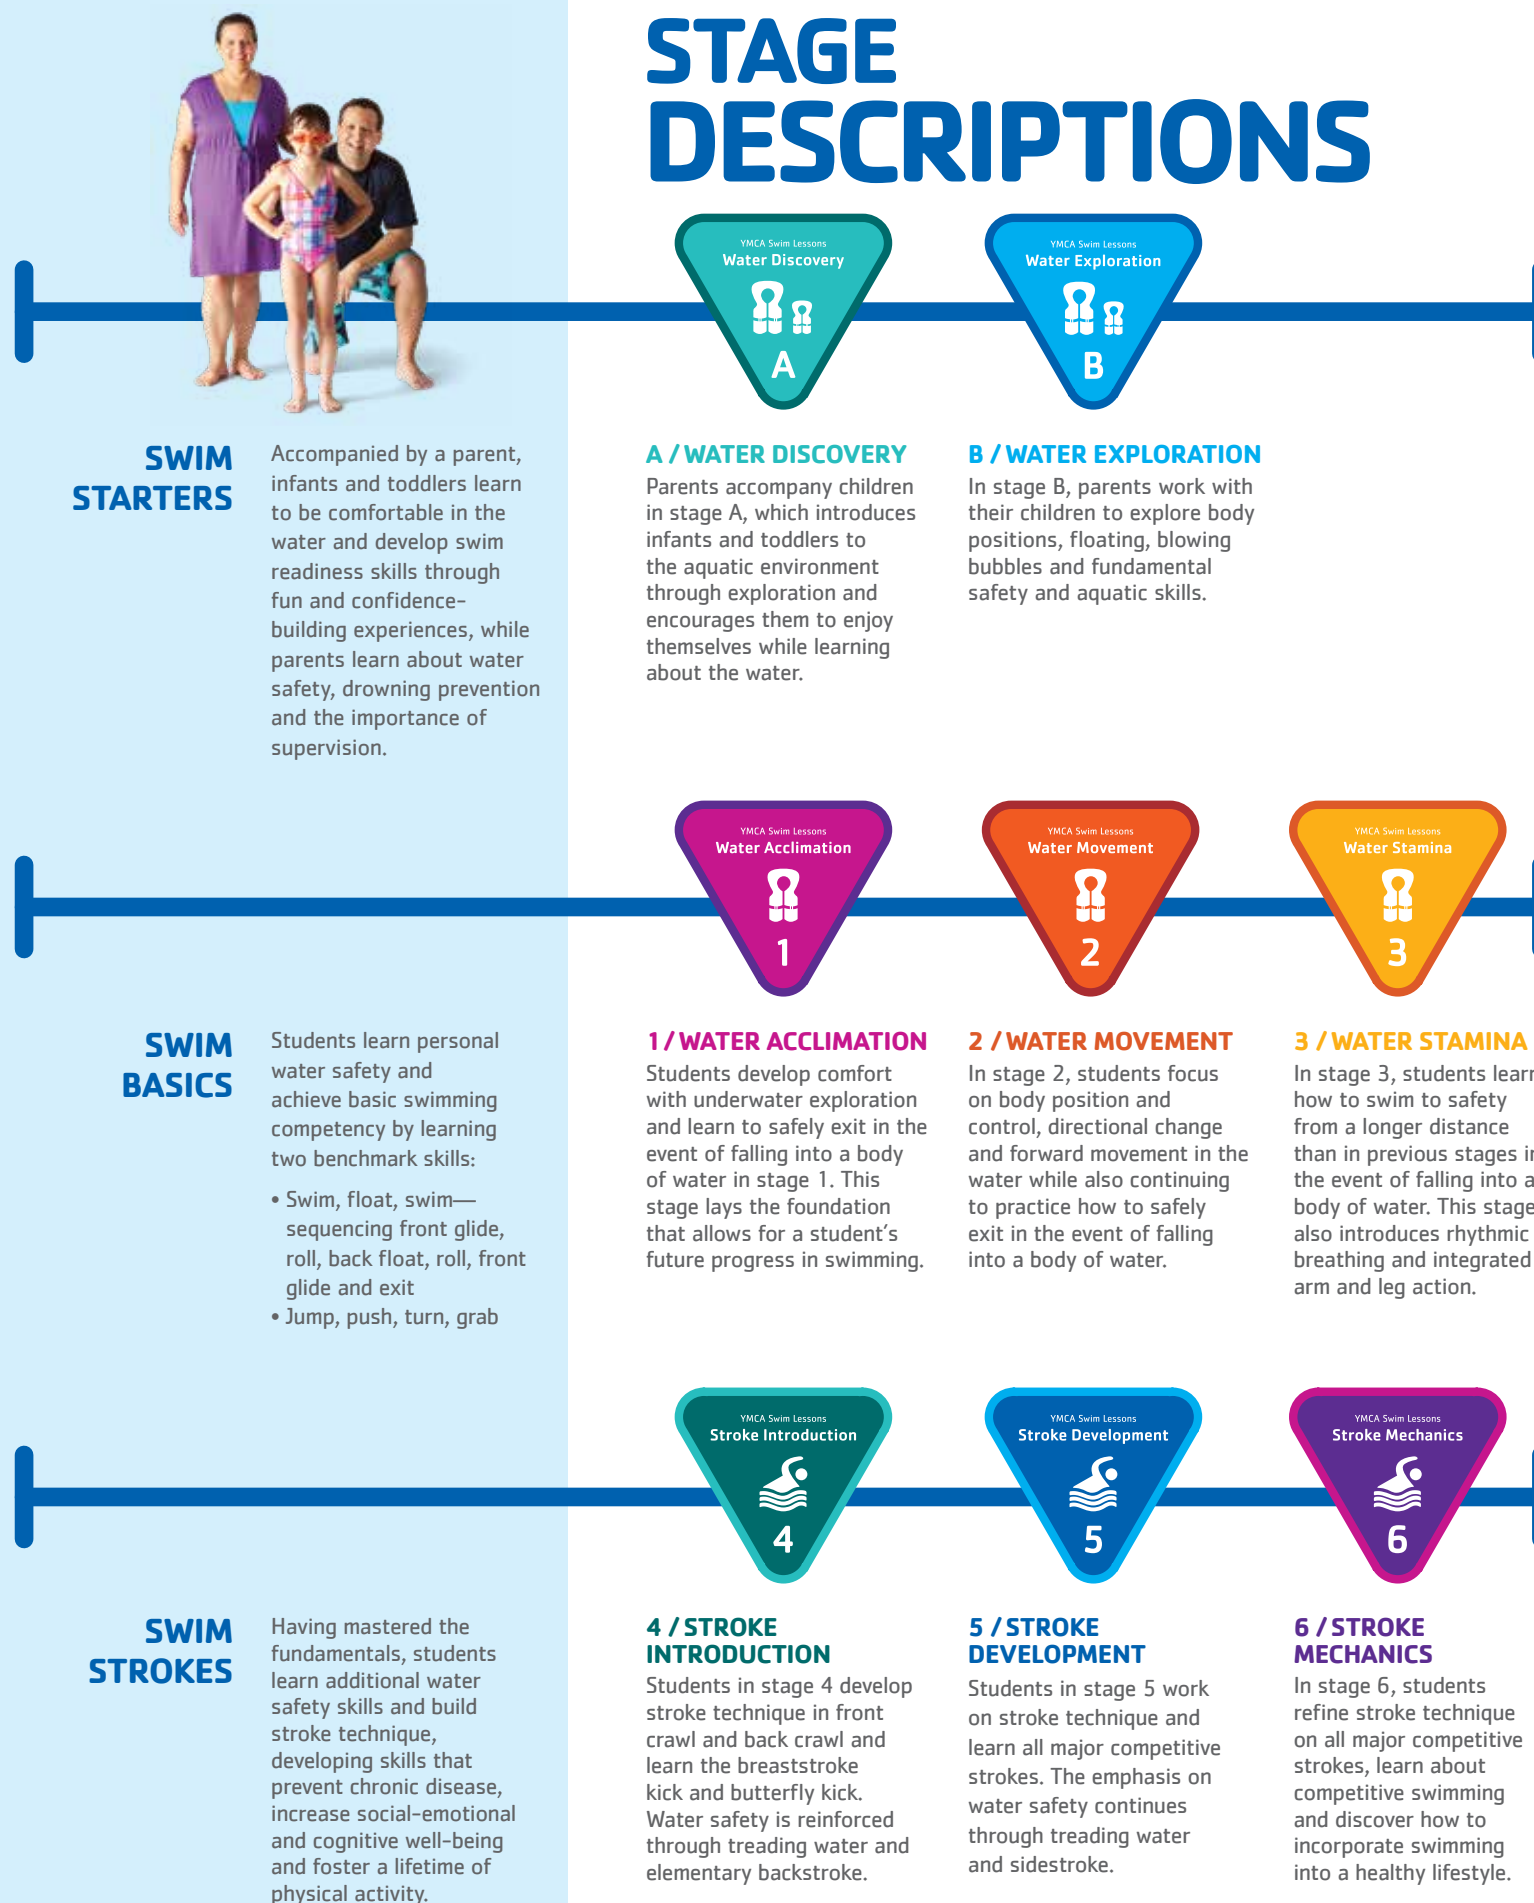 STAGE
DESCRIPTIONS
YMCA Swim Lessons
Water Discovery
A
YMCA Swim Lessons
Water Exploration
B
SWIM
STARTERS
Accompanied by a parent,
infants and toddlers learn
to be comfortable in the
water and develop swim
readiness skills through
fun and confidence-
building experiences, while
parents learn about water
safety, drowning prevention
and the importance of
supervision.
A / WATER DISCOVERY
Parents accompany children
in stage A, which introduces
infants and toddlers to
the aquatic environment
through exploration and
encourages them to enjoy
themselves while learning
about the water.
B / WATER EXPLORATION
In stage B, parents work with
their children to explore body
positions, floating, blowing
bubbles and fundamental
safety and aquatic skills.
YMCA Swim Lessons
Water Acclimation
1
YMCA Swim Lessons
Water Movement
2
YMCA Swim Lessons
Water Stamina
3
SWIM
BASICS
Students learn personal
water safety and
achieve basic swimming
competency by learning
two benchmark skills:
• Swim, float, swim—
sequencing front glide,
roll, back float, roll, front
glide and exit
• Jump, push, turn, grab
1 / WATER ACCLIMATION
Students develop comfort
with underwater exploration
and learn to safely exit in the
event of falling into a body
of water in stage 1. This
stage lays the foundation
that allows for a student's
future progress in swimming.
2 / WATER MOVEMENT
In stage 2, students focus
on body position and
control, directional change
and forward movement in the
water while also continuing
to practice how to safely
exit in the event of falling
into a body of water.
3 / WATER STAMINA
In stage 3, students learn
how to swim to safety
from a longer distance
than in previous stages in
the event of falling into a
body of water. This stage
also introduces rhythmic
breathing and integrated
arm and leg action.
YMCA Swim Lessons
Stroke Introduction
4
YMCA Swim Lessons
Stroke Development
5
YMCA Swim Lessons
Stroke Mechanics
6
SWIM
STROKES
Having mastered the
fundamentals, students
learn additional water
safety skills and build
stroke technique,
developing skills that
prevent chronic disease,
increase social-emotional
and cognitive well-being
and foster a lifetime of
physical activity.
4 / STROKE
INTRODUCTION
Students in stage 4 develop
stroke technique in front
crawl and back crawl and
learn the breaststroke
kick and butterfly kick.
Water safety is reinforced
through treading water and
elementary backstroke.
5 / STROKE
DEVELOPMENT
Students in stage 5 work
on stroke technique and
learn all major competitive
strokes. The emphasis on
water safety continues
through treading water
and sidestroke.
6 / STROKE
MECHANICS
In stage 6, students
refine stroke technique
on all major competitive
strokes, learn about
competitive swimming
and discover how to
incorporate swimming
into a healthy lifestyle.